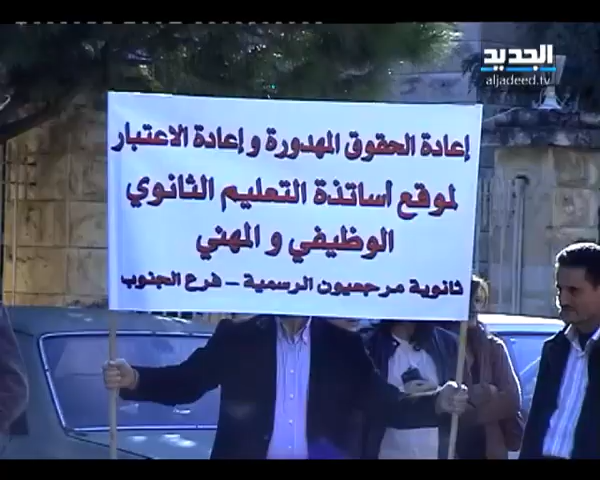 الجديد
aljadeed.tv
إعادة الحقوق المهدورة و إعادة الاعتبار
لموقع أساتذة التعليم الثانوي
الوظيفي و المهني
ثانوية مرجعيون الرسمية – فرع الجنوب